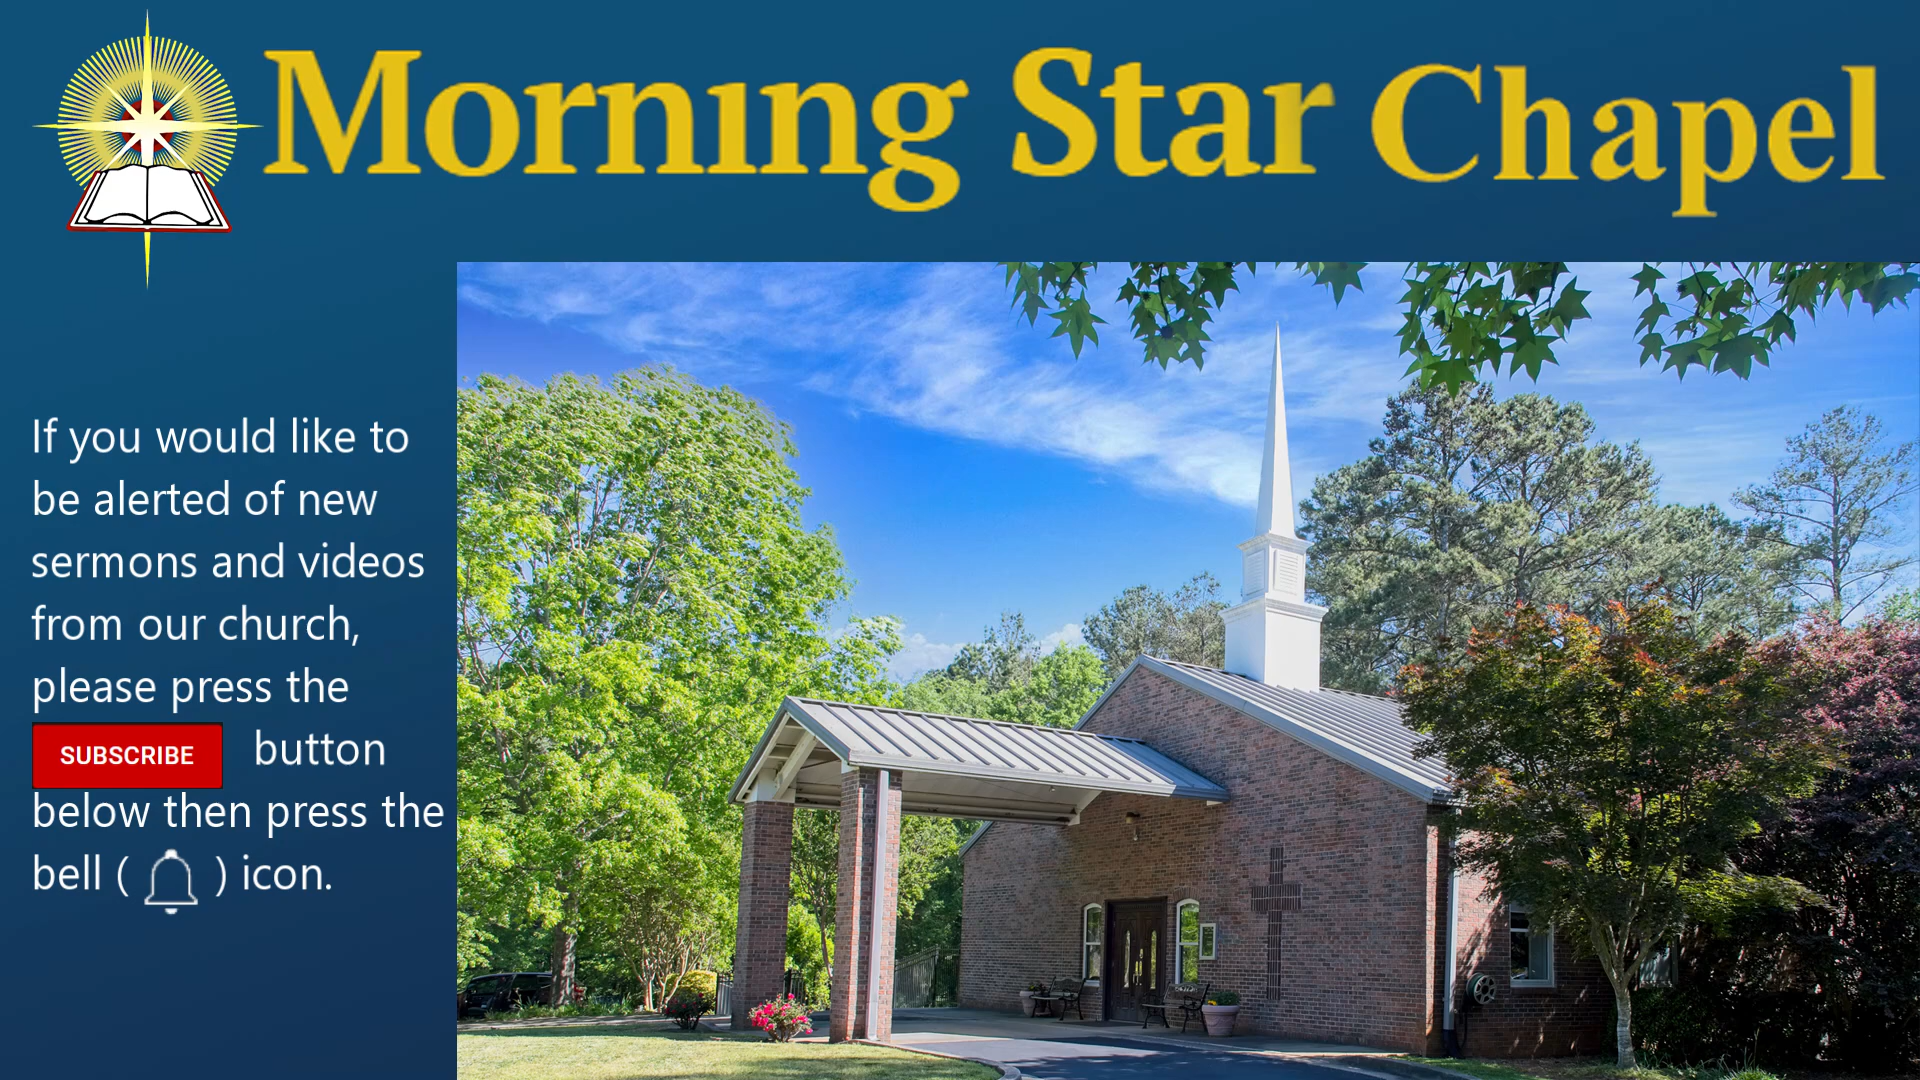 Morning Star Chapel
If you would like to
be alerted of new
sermons and videos
from our church,
please press the
SUBSCRIBE button
below then press the
bell ( ) icon.